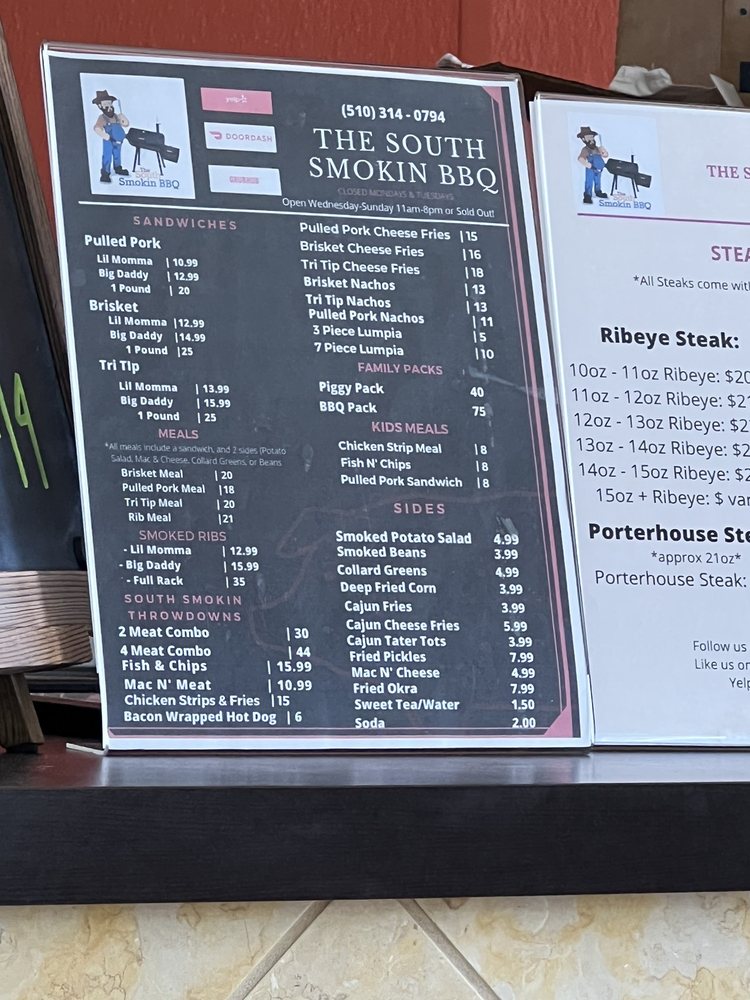 The
South
Smokin BBQ
yelp
DOORDASH
(510) 314 - 0794
THE SOUTH
SMOKIN BBQ
CLOSED MONDAYS & TUESDAYS
Open Wednesday-Sunday 11am-8pm or Sold Out!
SANDWICHES
Pulled Pork
Lil Momma | 10.99
Big Daddy | 12.99
1 Pound | 20
Brisket
Lil Momma |12.99
Big Daddy |14.99
1 Pound |25
Tri Tip
Lil Momma | 13.99
Big Daddy | 15.99
1 Pound | 25
MEALS
*All meals include a sandwich, and 2 sides (Potato
Salad, Mac & Cheese, Collard Greens, or Beans
Brisket Meal | 20
Pulled Pork Meal |18
Tri Tip Meal | 20
Rib Meal |21
SMOKED RIBS
- Lil Momma | 12.99
- Big Daddy | 15.99
- Full Rack | 35
SOUTH SMOKIN
THROWDOWNS
2 Meat Combo | 30
4 Meat Combo | 44
Fish & Chips | 15.99
Mac N' Meat | 10.99
Chicken Strips & Fries |15
Bacon Wrapped Hot Dog | 6
Pulled Pork Cheese Fries |15
Brisket Cheese Fries |16
Tri Tip Cheese Fries |18
Brisket Nachos | 13
Tri Tip Nachos | 13
Pulled Pork Nachos | 11
3 Piece Lumpia |5
7 Piece Lumpia |10
FAMILY PACKS
Piggy Pack 40
BBQ Pack 75
KIDS MEALS
Chicken Strip Meal | 8
Fish N' Chips | 8
Pulled Pork Sandwich | 8
SIDES
Smoked Potato Salad 4.99
Smoked Beans 3.99
Collard Greens 4.99
Deep Fried Corn 3.99
Cajun Fries 3.99
Cajun Cheese Fries 5.99
Cajun Tater Tots 3.99
Fried Pickles 7.99
Mac N' Cheese 4.99
Fried Okra 7.99
Sweet Tea/Water 1.50
Soda 2.00
The
South
Smokin BBQ
THE S
STEA
*All Steaks come wit
Ribeye Steak:
10oz - 11oz Ribeye: $20
11oz - 12oz Ribeye: $21
12oz - 13oz Ribeye: $2
13oz - 14oz Ribeye: $2
14oz - 15oz Ribeye: $2
15oz + Ribeye: $ var
Porterhouse Ste
*approx 21oz*
Porterhouse Steak:
Follow us
Like us on
Yelp